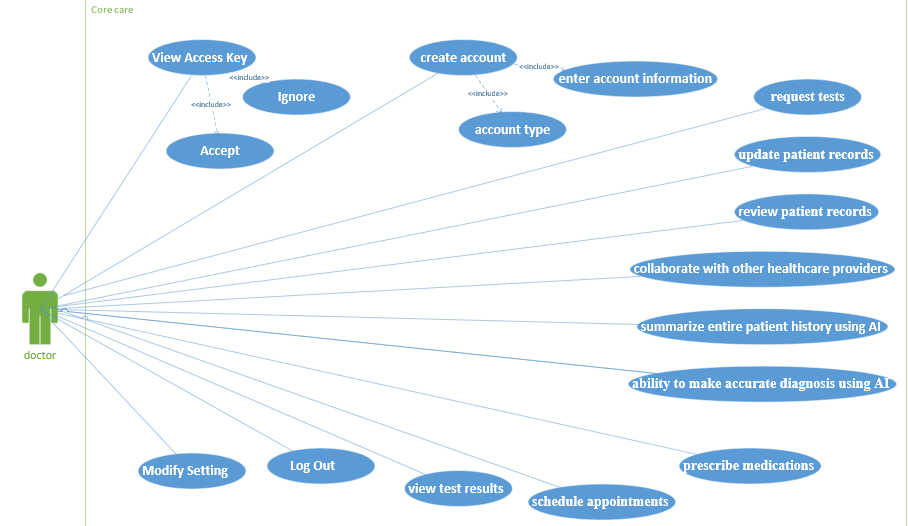 Core care
View Access Key
<<include>>
Ignore
<<include>>
Accept
create account
<<include>>
enter account information
<<include>>
account type
request tests
update patient records
review patient records
collaborate with other healthcare providers
summarize entire patient history using AI
ability to make accurate diagnosis using AI
doctor
prescribe medications
Modify Setting
Log Out
view test results
schedule appointments